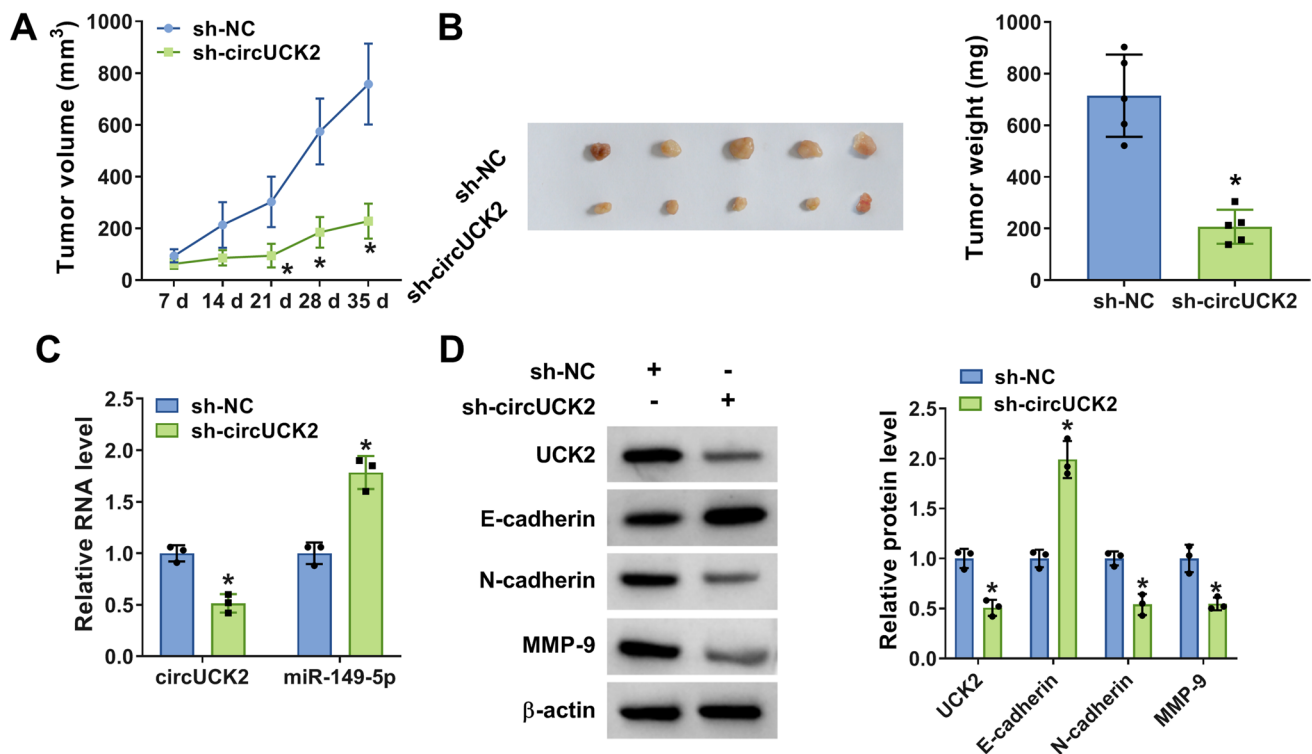 A
Tumor volume (mm³)
1000
800
600
400
200
0
sh-NC
sh-circUCK2
* * *
7 d 14 d 21 d 28 d 35 d
B
sh-NC
sh-circUCK2
Tumor weight (mg)
1000
800
600
400
200
0
*
sh-NC sh-circUCK2
C
Relative RNA level
2.5
2.0
1.5
1.0
0.5
0.0
sh-NC
sh-circUCK2
* *
circUCK2 miR-149-5p
D
sh-NC + -
sh-circUCK2 - +
UCK2
E-cadherin
N-cadherin
MMP-9
β-actin
Relative protein level
2.5
2.0
1.5
1.0
0.5
0.0
sh-NC
sh-circUCK2
* * * *
UCK2 E-cadherin N-cadherin MMP-9